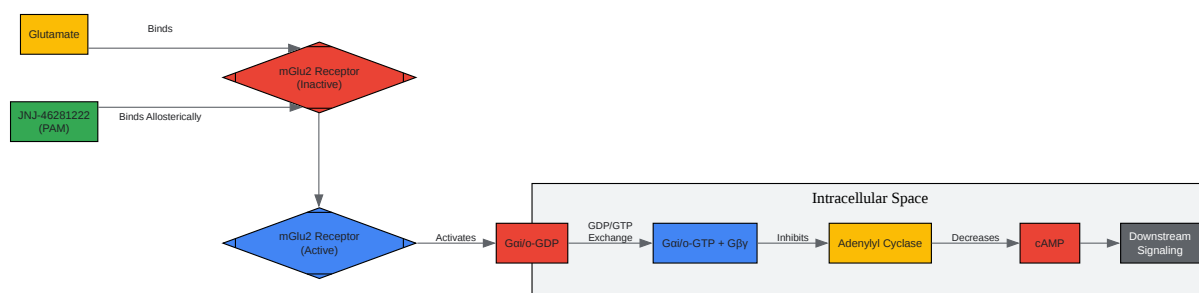 Glutamate
Binds
mGlu2 Receptor
(Inactive)
JNJ-46281222
(PAM)
Binds Allosterically
Intracellular Space
mGlu2 Receptor
(Active)
Activates
Gαi/o-GDP
GDP/GTP
Exchange
Gαi/o-GTP + Gβγ
Inhibits
Adenylyl Cyclase
Decreases
cAMP
Downstream
Signaling